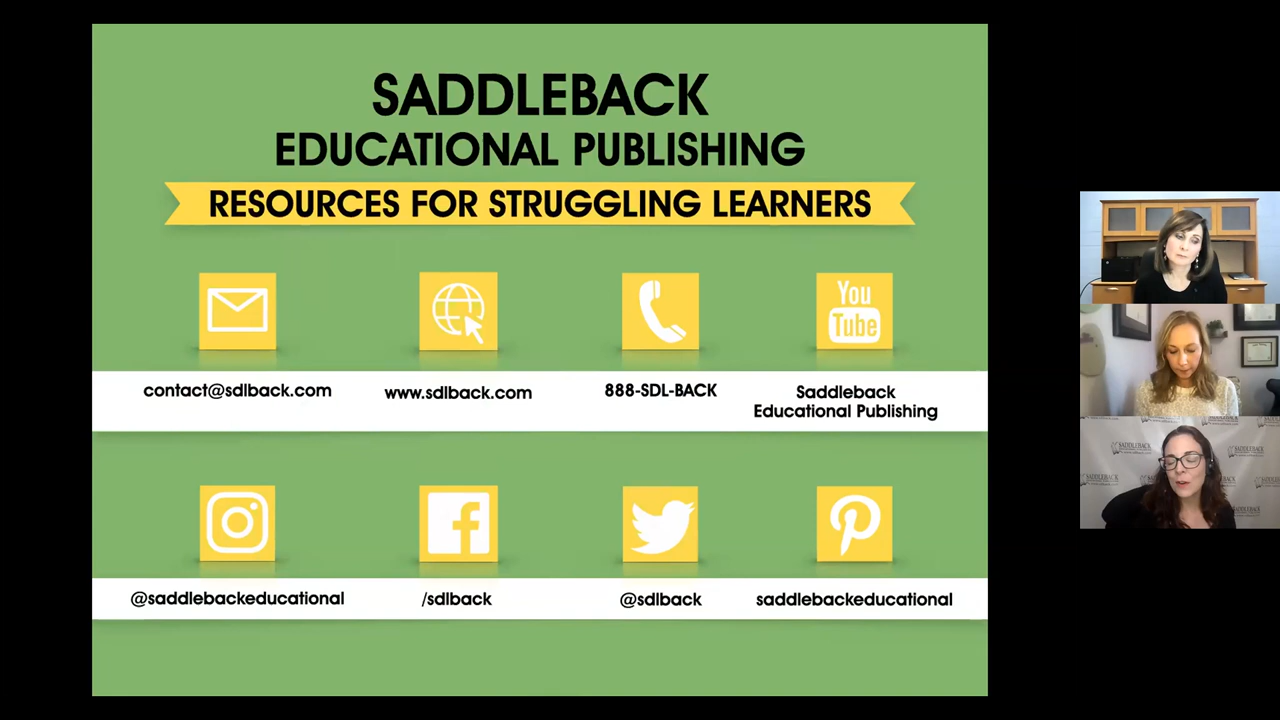 SADDLEBACK
EDUCATIONAL PUBLISHING
RESOURCES FOR STRUGGLING LEARNERS
You
Tube
contact@sdlback.com
www.sdlback.com
888-SDL-BACK
Saddleback
Educational Publishing
@saddlebackeducational
/sdlback
@sdlback
saddlebackeducational
SADDLEBACK